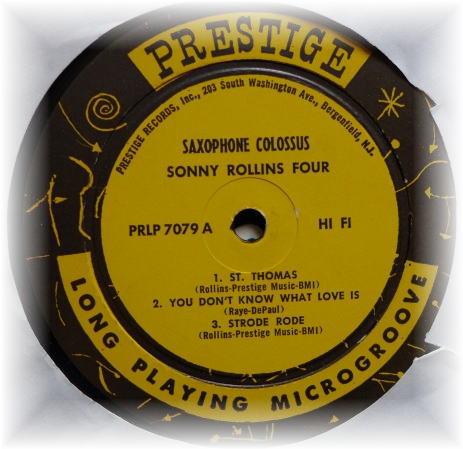 PRESTIGE
PRESTIGE RECORDS, Inc., 203 South Washington Ave., Bergenfield, N.J.
SAXOPHONE COLOSSUS
SONNY ROLLINS FOUR
PRLP 7079 A HI FI
1. ST. THOMAS
(Rollins-Prestige Music-BMI)
2. YOU DON'T KNOW WHAT LOVE IS
(Raye-DePaul)
3. STRODE RODE
(Rollins-Prestige Music-BMI)
LONG PLAYING MICROGROOVE